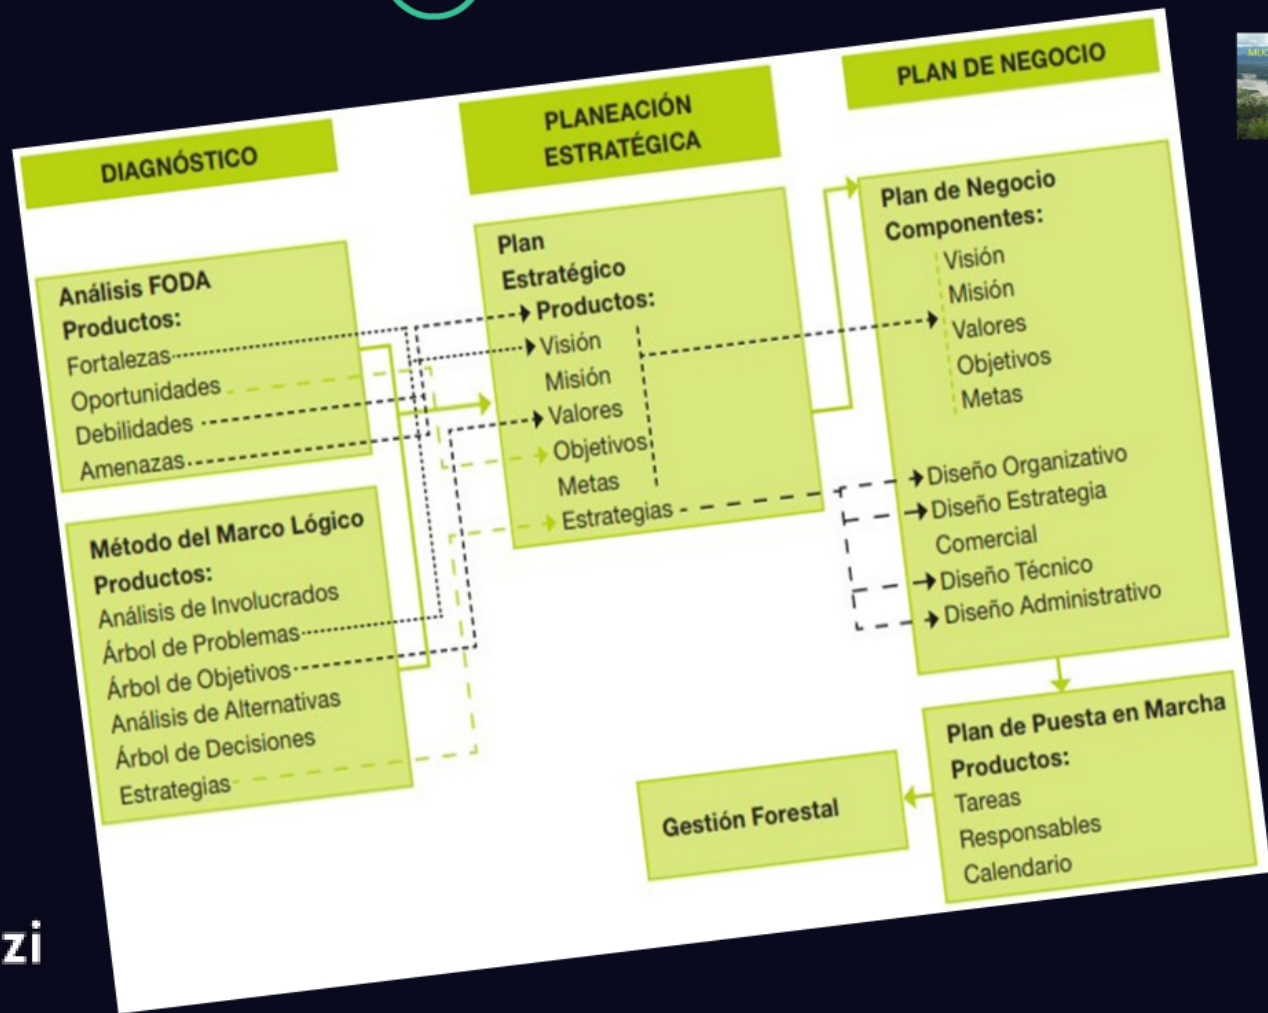 DIAGNÓSTICO
Análisis FODA
Productos:
Fortalezas
Oportunidades
Debilidades
Amenazas
Método del Marco Lógico
Productos:
Análisis de Involucrados
Árbol de Problemas
Árbol de Objetivos
Análisis de Alternativas
Árbol de Decisiones
Estrategias
PLANEACIÓN
ESTRATÉGICA
Plan
Estratégico
Productos:
Visión
Misión
Valores
Objetivos
Metas
Estrategias
PLAN DE NEGOCIO
Plan de Negocio
Componentes:
Visión
Misión
Valores
Objetivos
Metas
Diseño Organizativo
Diseño Estrategia
Comercial
Diseño Técnico
Diseño Administrativo
Plan de Puesta en Marcha
Productos:
Tareas
Responsables
Calendario
Gestión Forestal
zi